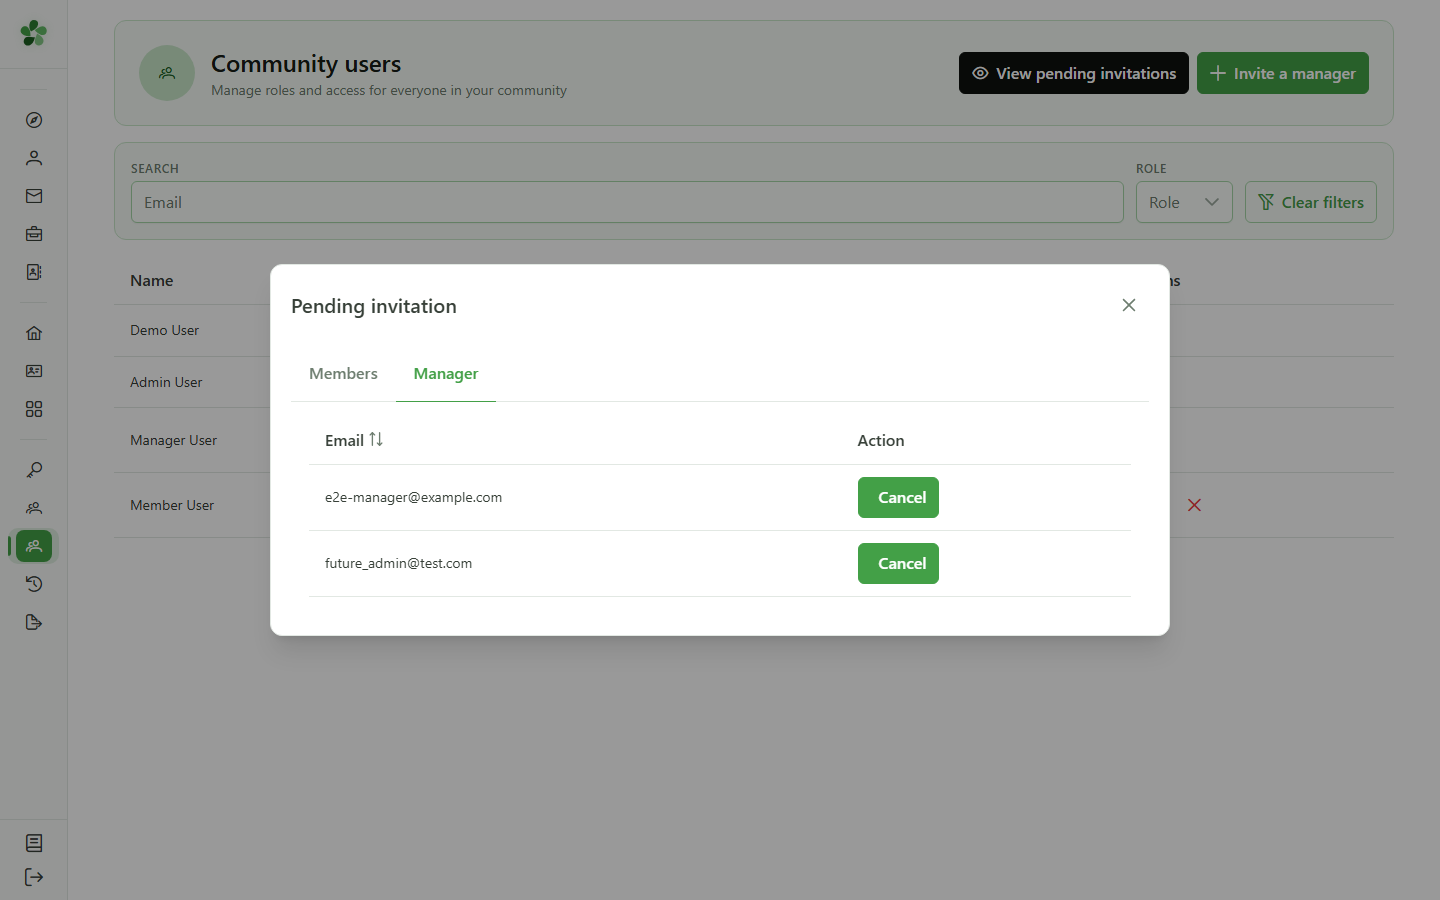 Community users
Manage roles and access for everyone in your community
View pending invitations
Invite a manager
SEARCH
Email
ROLE
Role
Clear filters
Name
Demo User
Admin User
Manager User
Member User
Pending invitation
Members
Manager
Email
Action
e2e-manager@example.com
Cancel
future_admin@test.com
Cancel